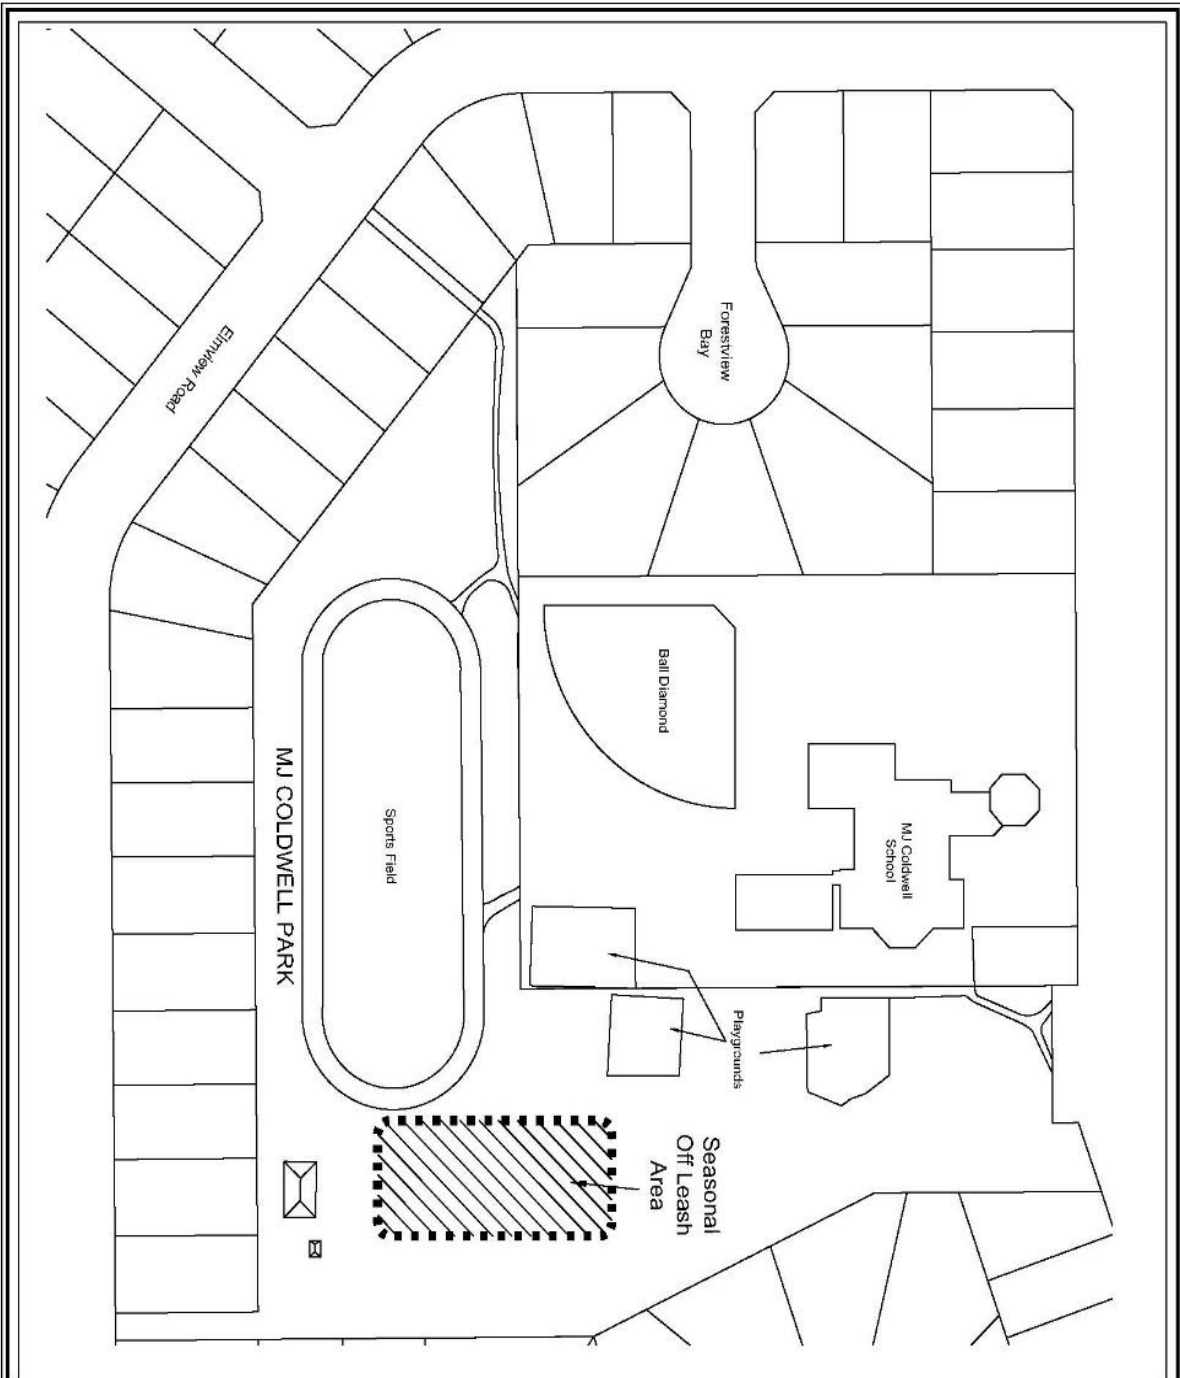 Forestview
Bay
Elmview Road
Ball Diamond
MJ Coldwell
School
MJ COLDWELL PARK
Sports Field
Playgrounds
Seasonal
Off Leash
Area